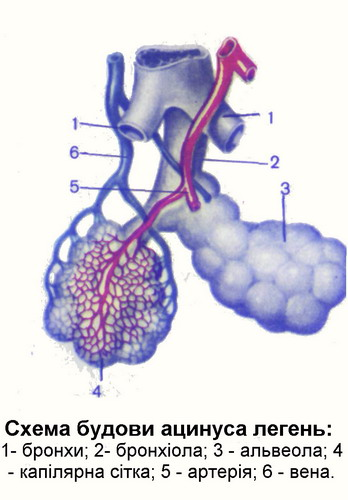 1
1
6
2
5
3
4
Схема будови ацинуса легень:
1- бронхи; 2- бронхіола; 3 - альвеола; 4
- капілярна сітка; 5 - артерія; 6 - вена.